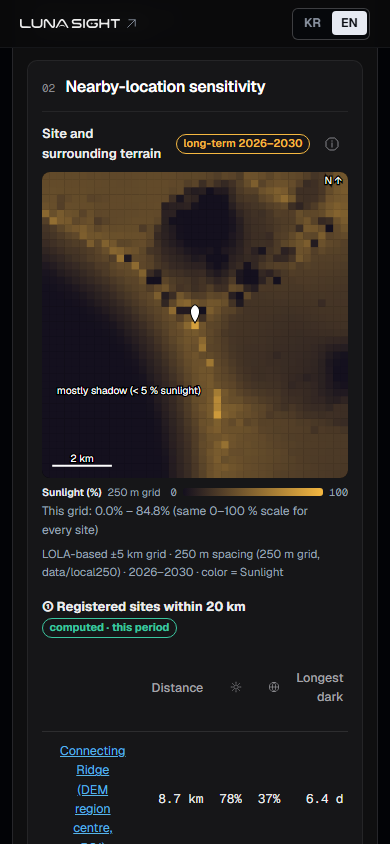 LUNA SIGHT ↗ KR EN
02 Nearby-location sensitivity
Site and
surrounding terrain
long-term 2026–2030
N↑
mostly shadow (< 5 % sunlight)
2 km
Sunlight (%) 250 m grid 0 100
This grid: 0.0% – 84.8% (same 0–100 % scale for
every site)
LOLA-based ±5 km grid · 250 m spacing (250 m grid,
data/local250) · 2026–2030 · color = Sunlight
① Registered sites within 20 km
computed · this period
Distance Longest
dark
Connecting
Ridge
(DEM
region
centre,
8.7 km 78% 37% 6.4 d